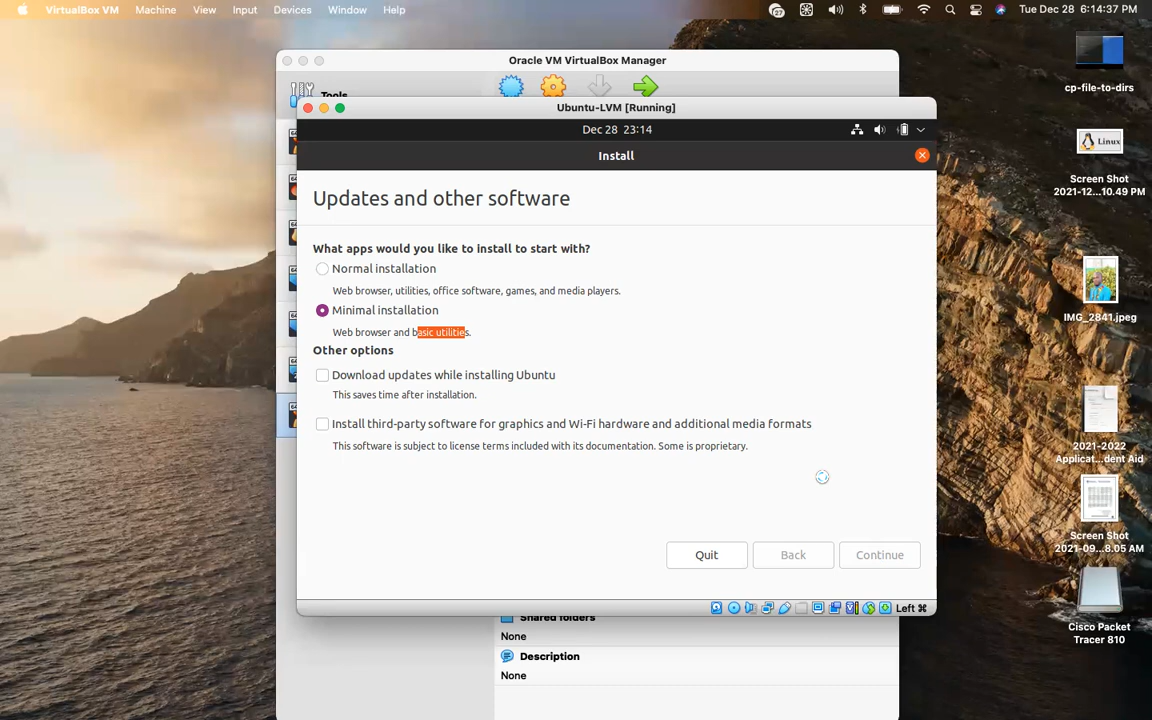 VirtualBox VM Machine View Input Devices Window Help
Tue Dec 28 6:14:37 PM
Oracle VM VirtualBox Manager
Tools
Ubuntu-LVM [Running]
Dec 28 23:14
Install
Updates and other software
What apps would you like to install to start with?
Normal installation
Web browser, utilities, office software, games, and media players.
Minimal installation
Web browser and basic utilities.
Other options
Download updates while installing Ubuntu
This saves time after installation.
Install third-party software for graphics and Wi-Fi hardware and additional media formats
This software is subject to license terms included with its documentation. Some is proprietary.
Quit
Back
Continue
Left ⌘
Shared folders
None
Description
None
cp-file-to-dirs
Linux
Screen Shot
2021-12...10.49 PM
IMG_2841.jpeg
2021-2022
Applicat...dent Aid
Screen Shot
2021-09...8.05 AM
Cisco Packet
Tracer 810